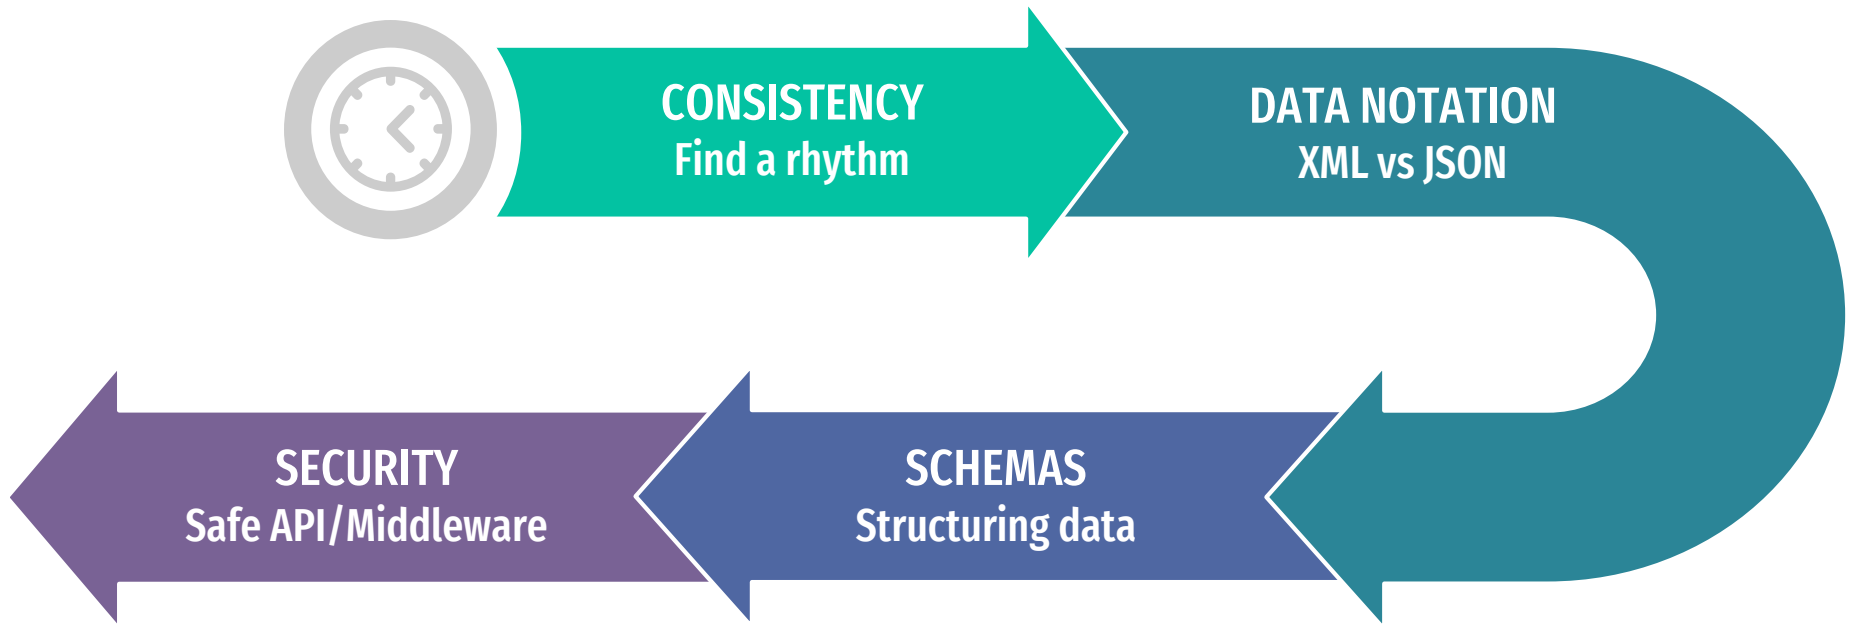 CONSISTENCY
Find a rhythm
DATA NOTATION
XML vs JSON
SCHEMAS
Structuring data
SECURITY
Safe API/Middleware